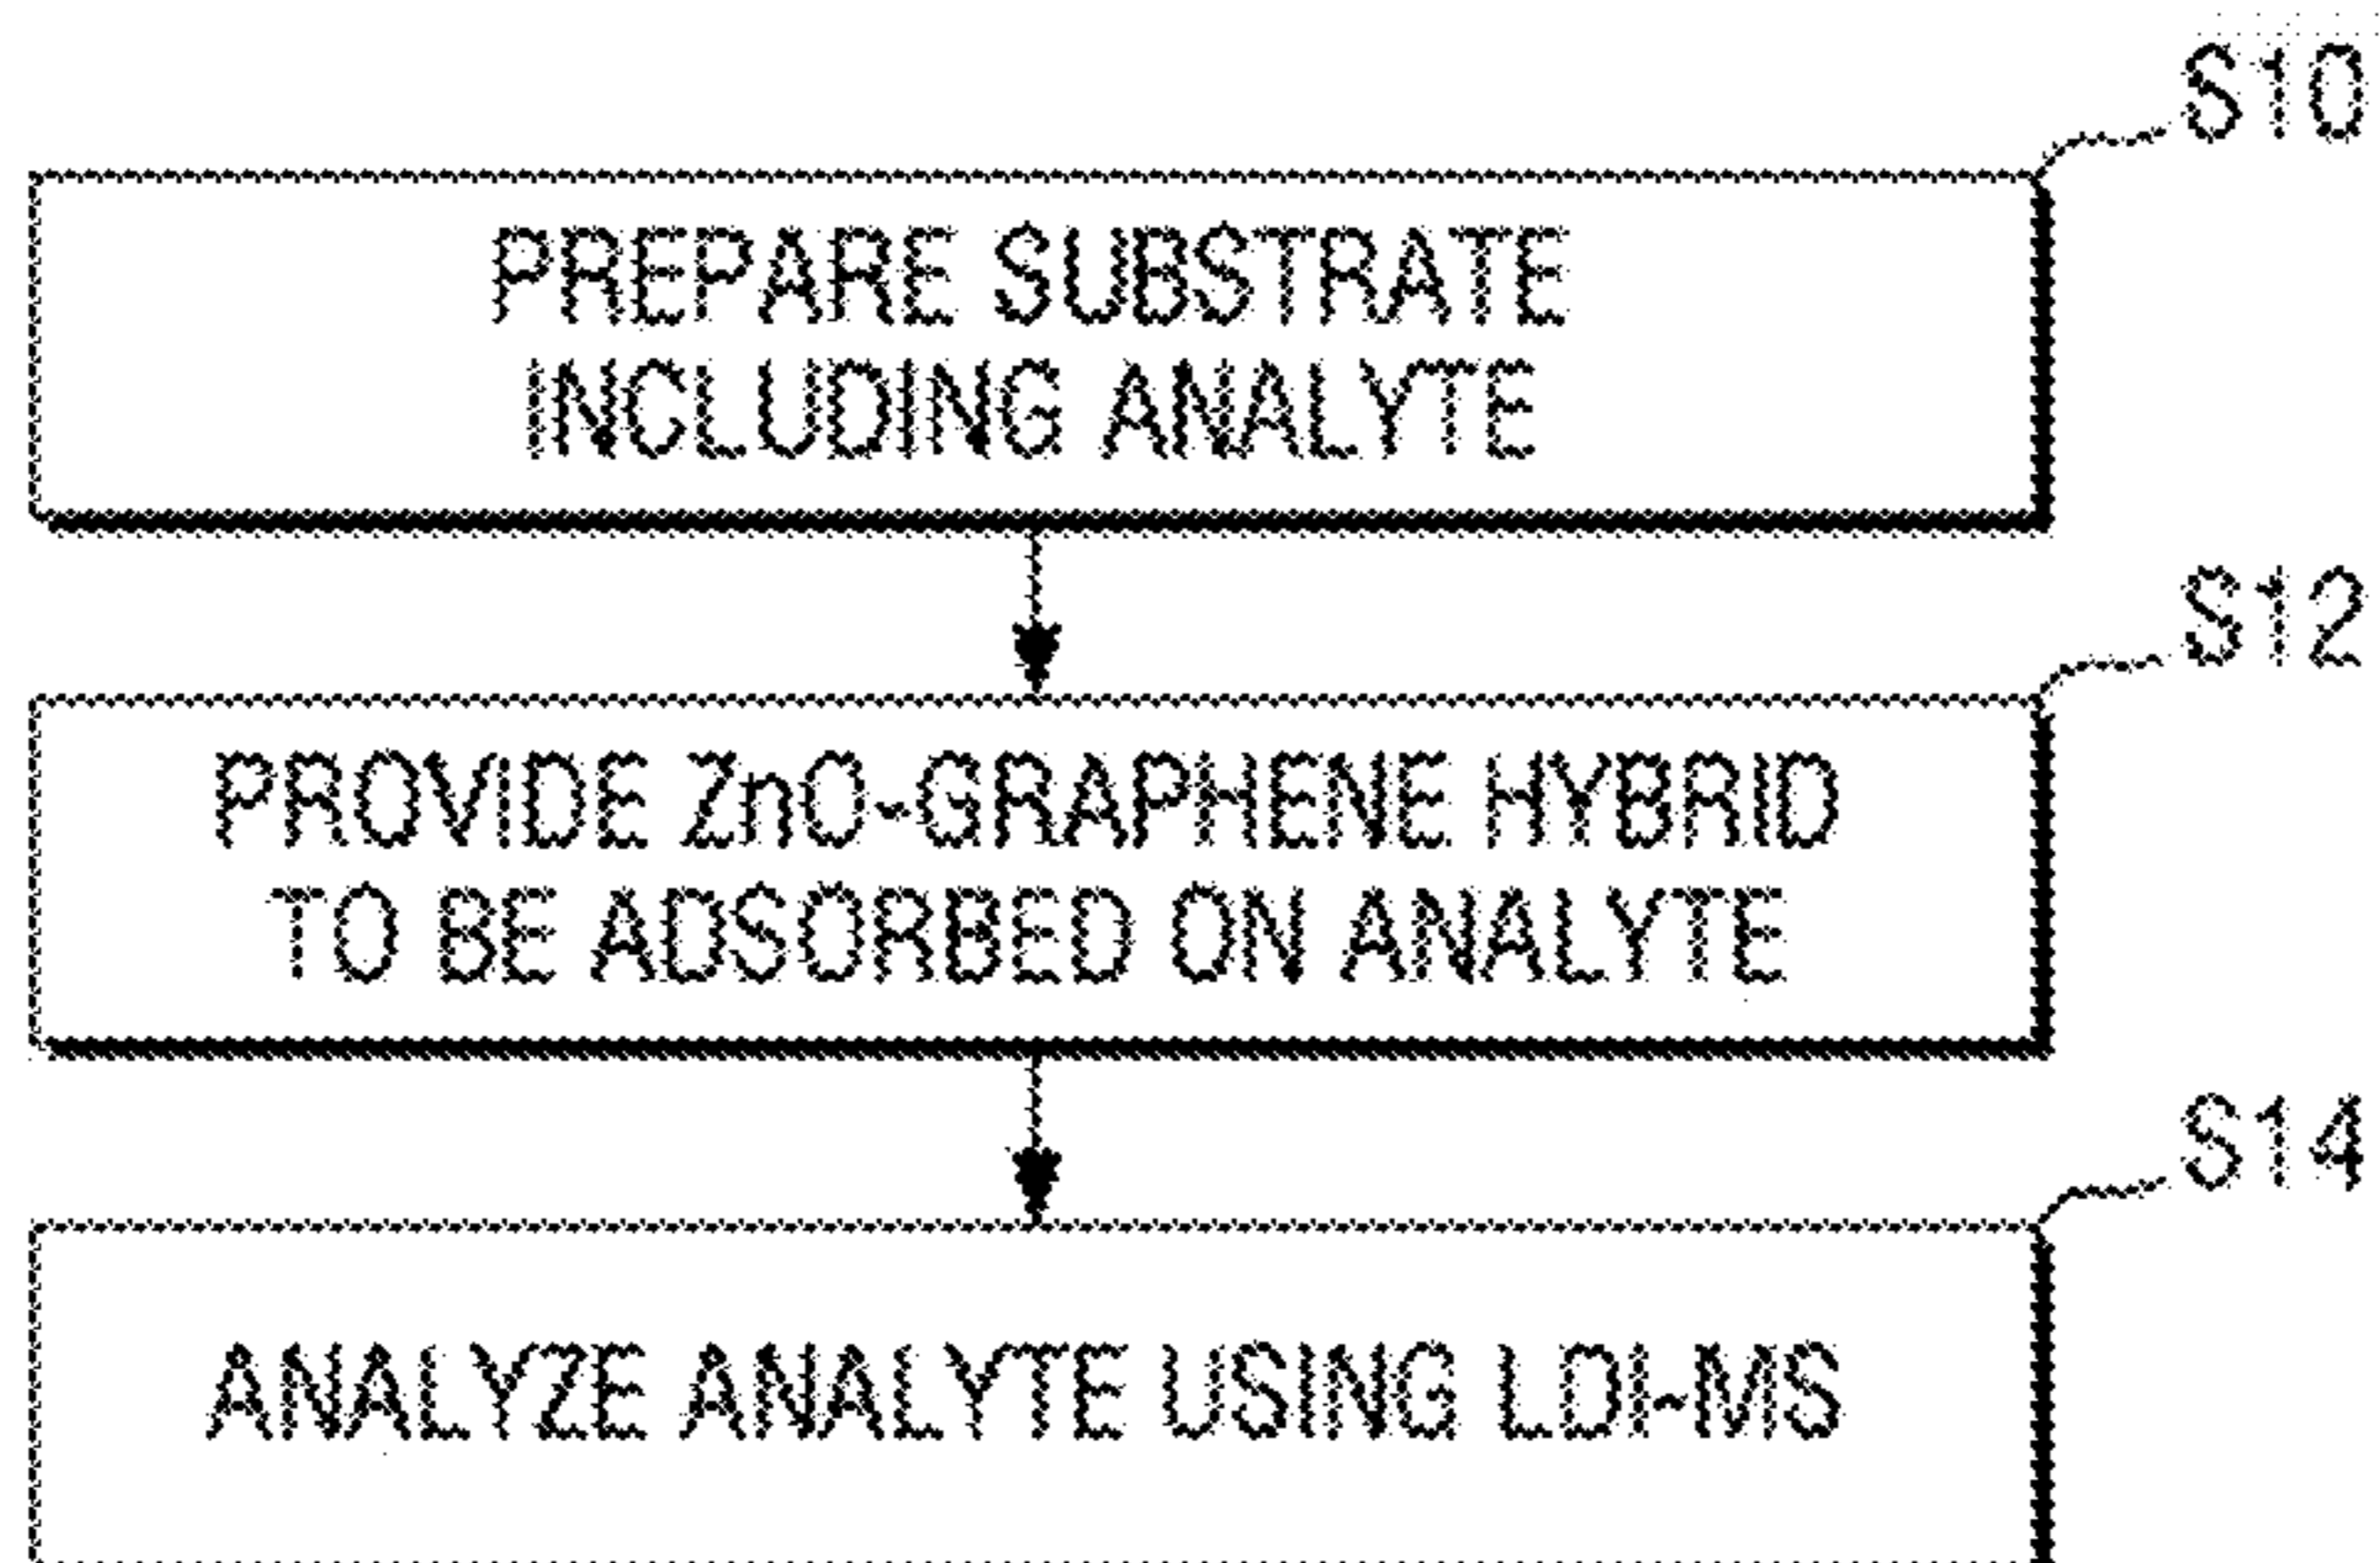 S10
PREPARE SUBSTRATE
INCLUDING ANALYTE
S12
PROVIDE ZnO-GRAPHENE HYBRID
TO BE ADSORBED ON ANALYTE
S14
ANALYZE ANALYTE USING LDI-MS